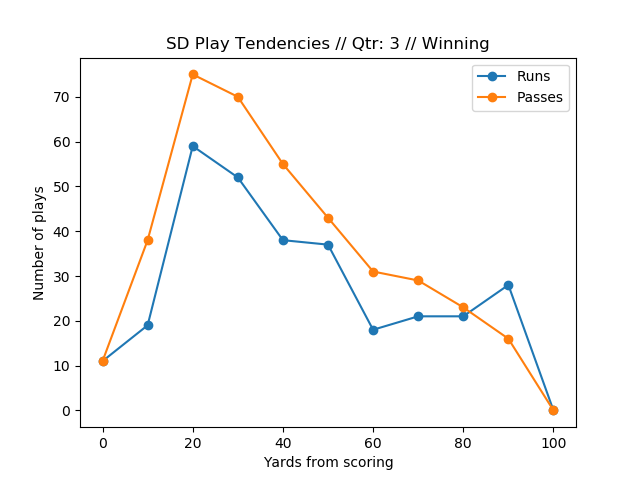 SD Play Tendencies // Qtr: 3 // Winning
Runs
Passes
Number of plays
70
60
50
40
30
20
10
0
0 20 40 60 80 100
Yards from scoring